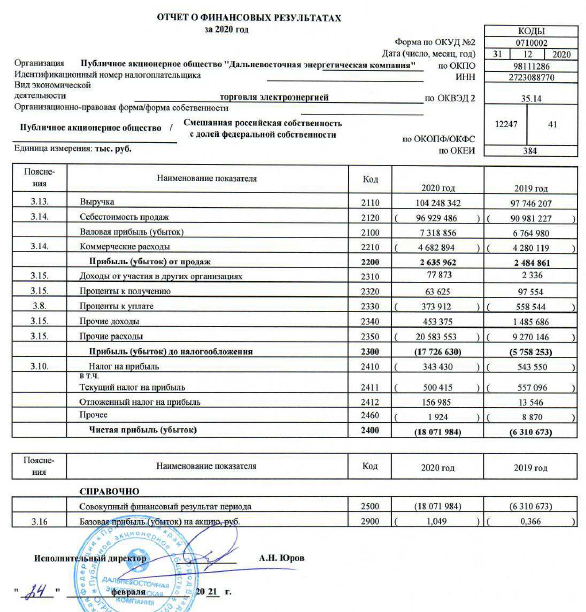 ОТЧЕТ О ФИНАНСОВЫХ РЕЗУЛЬТАТАХ
за 2020 год
КОДЫ
Форма по ОКУД №2 0710002
Дата (число, месяц, год) 31 12 2020
Организация Публичное акционерное общество "Дальневосточная энергетическая компания" по ОКПО 98111286
Идентификационный номер налогоплательщика ИНН 2723088770
Вид экономической
деятельности торговля электроэнергией по ОКВЭД 2 35.14
Организационно-правовая форма/форма собственности
Публичное акционерное общество / Смешанная российская собственность
с долей федеральной собственности по ОКОПФ/ОКФС 12247 41
Единица измерения: тыс. руб. по ОКЕИ 384
Поясне-
ния Наименование показателя Код 2020 год 2019 год
3.13. Выручка 2110 104 248 342 97 746 207
3.14. Себестоимость продаж 2120 ( 96 929 486 ) ( 90 981 227 )
Валовая прибыль (убыток) 2100 7 318 856 6 764 980
3.14. Коммерческие расходы 2210 ( 4 682 894 ) ( 4 280 119 )
Прибыль (убыток) от продаж 2200 2 635 962 2 484 861
3.15. Доходы от участия в других организациях 2310 77 873 2 336
3.15. Проценты к получению 2320 63 625 97 554
3.8. Проценты к уплате 2330 ( 373 912 ) ( 558 544 )
3.15. Прочие доходы 2340 453 375 1 485 686
3.15. Прочие расходы 2350 ( 20 583 553 ) ( 9 270 146 )
Прибыль (убыток) до налогообложения 2300 (17 726 630) (5 758 253)
3.10. Налог на прибыль 2410 ( 343 430 ) ( 543 550 )
в т.ч.
Текущий налог на прибыль 2411 ( 500 415 ) ( 557 096 )
Отложенный налог на прибыль 2412 156 985 13 546
Прочее 2460 ( 1 924 ) ( 8 870 )
Чистая прибыль (убыток) 2400 (18 071 984) (6 310 673)
Поясне-
ния Наименование показателя Код 2020 год 2019 год
СПРАВОЧНО
Совокупный финансовый результат периода 2500 (18 071 984) (6 310 673)
3.16 Базовая прибыль (убыток) на акцию, руб. 2900 ( 1,049 ) ( 0,366 )
Исполнительный директор А.Н. Юров
" 24 " февраля 20 21 г.
ДАЛЬНЕВОСТОЧНАЯ
КОМПАНИЯ